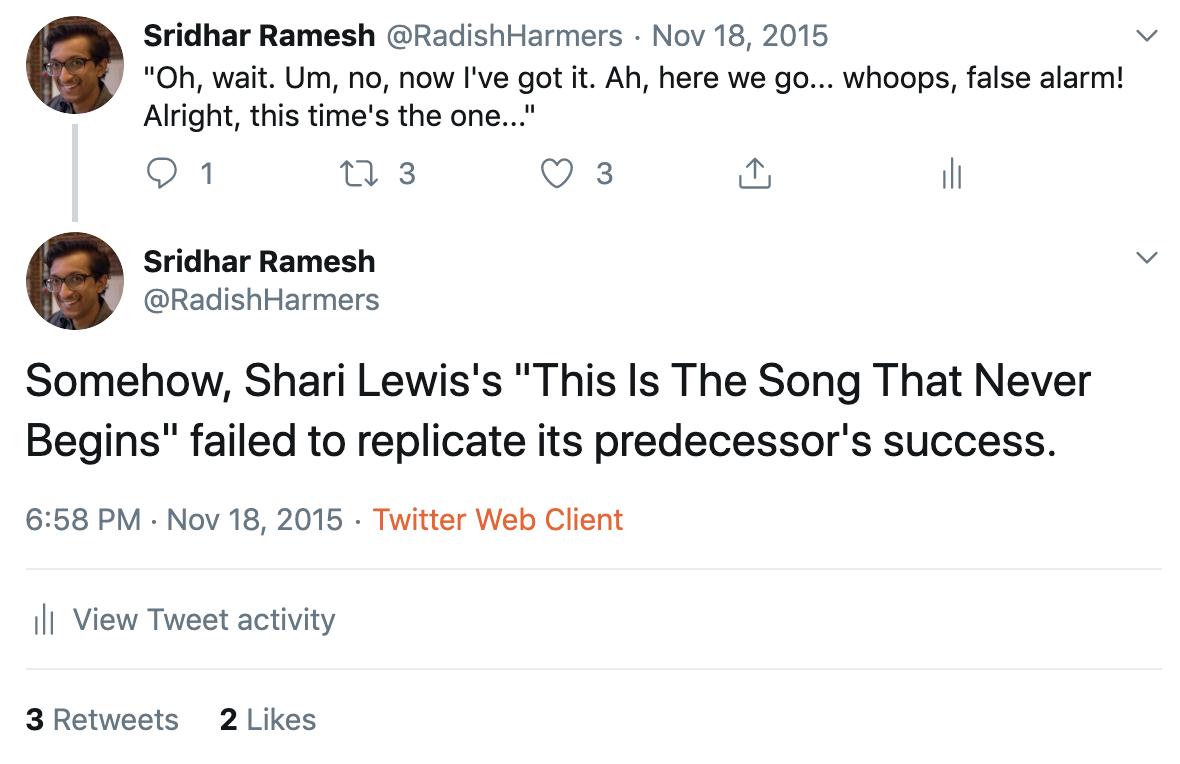 Sridhar Ramesh @RadishHarmers · Nov 18, 2015
"Oh, wait. Um, no, now I've got it. Ah, here we go... whoops, false alarm!
Alright, this time's the one..."
1 3 3
Sridhar Ramesh
@RadishHarmers
Somehow, Shari Lewis's "This Is The Song That Never
Begins" failed to replicate its predecessor's success.
6:58 PM · Nov 18, 2015 · Twitter Web Client
View Tweet activity
3 Retweets 2 Likes